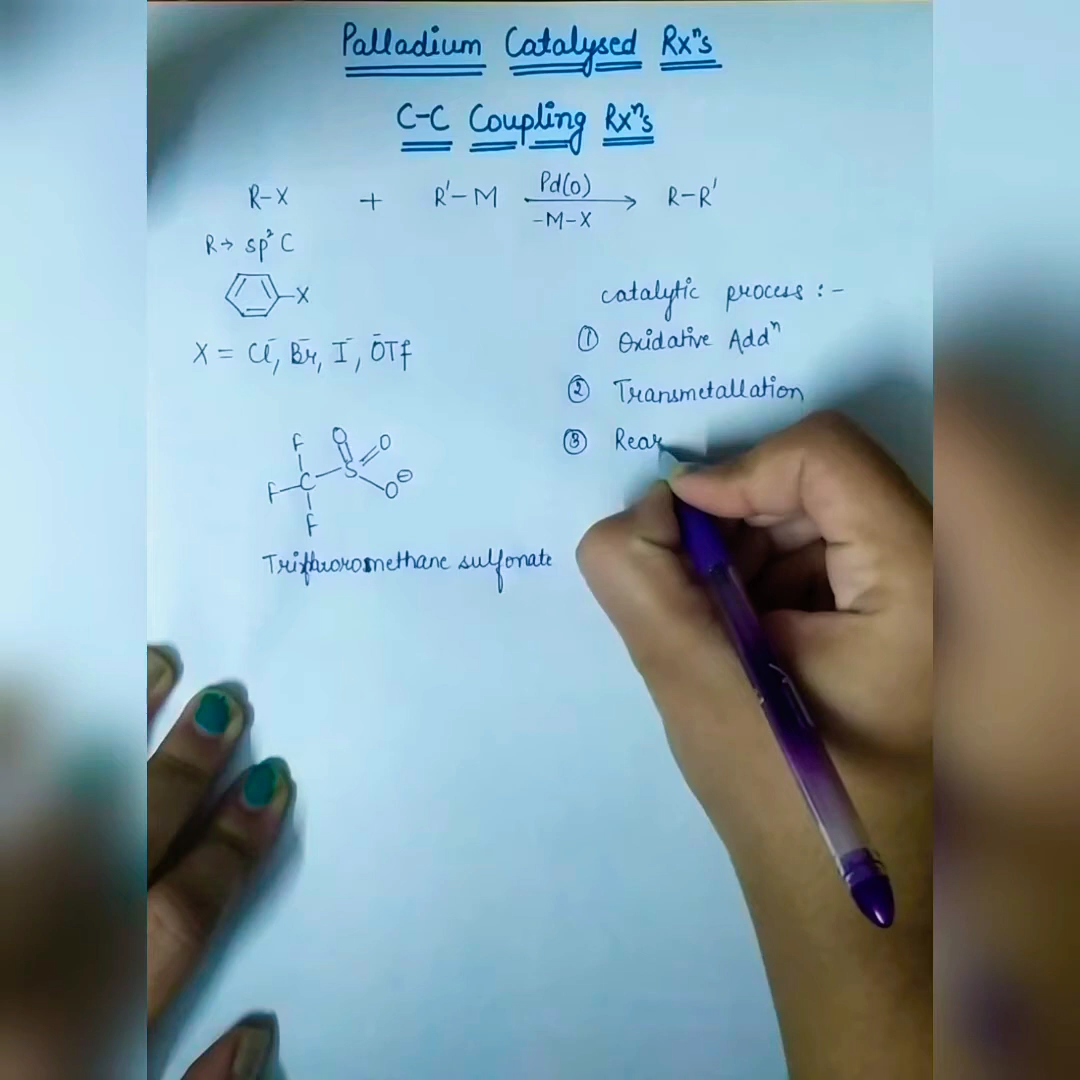 Palladium Catalysed Rxⁿs
C-C Coupling Rxⁿs
R-X + R'-M Pd(0) R-R'
-M-X
R→ sp² C
X
X = Cl⁻, Br⁻, I⁻, ŌTf
catalytic process :-
① Oxidative Addⁿ
② Transmetallation
③ Rear
F O O
F C S O⊖
F
Trifluoromethane sulfonate